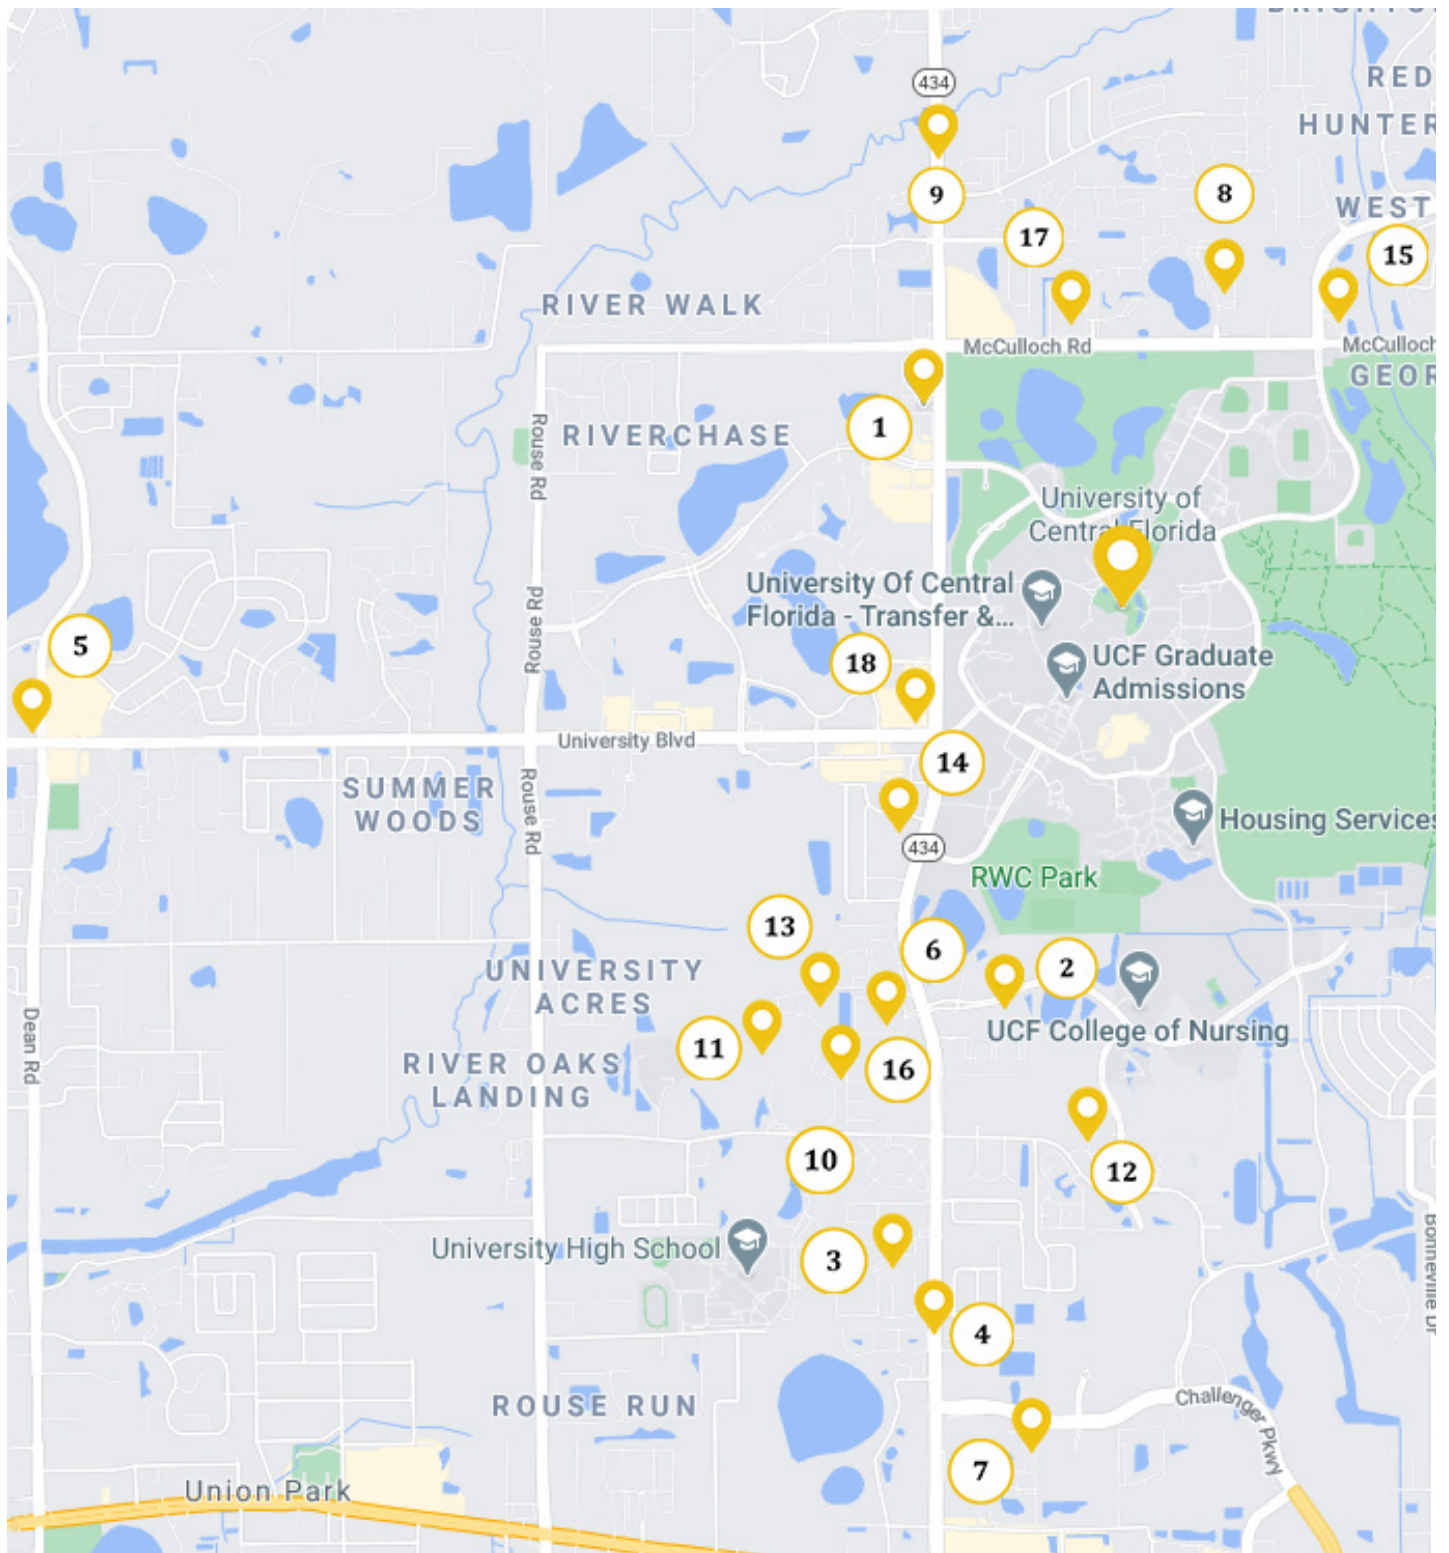 BRIGHTO
434
RED
HUNTER
9
8
WEST
17
15
RIVER WALK
McCulloch Rd
McCulloch
GEOR
Rouse Rd
1
RIVERCHASE
University of
Central Florida
University Of Central
Florida - Transfer &...
Rouse Rd
5
18
UCF Graduate
Admissions
University Blvd
14
SUMMER
WOODS
Rouse Rd
Housing Services
434
RWC Park
13
6
2
UNIVERSITY
ACRES
Dean Rd
UCF College of Nursing
11
16
RIVER OAKS
LANDING
10
12
University High School
3
Bonneville Dr
4
ROUSE RUN
Challenger Pkwy
7
Union Park